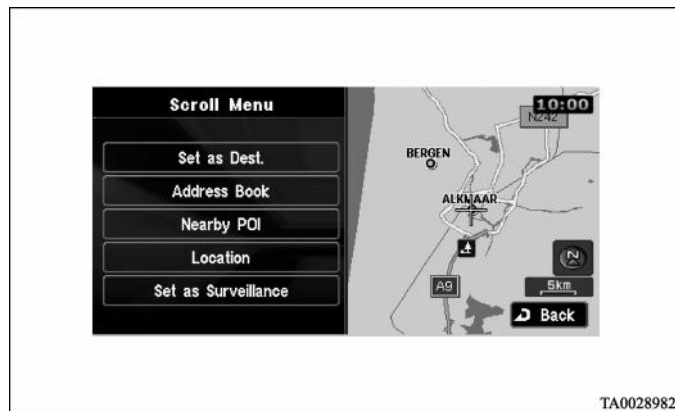 Scroll Menu
Set as Dest.
Address Book
Nearby POI
Location
Set as Surveillance
10:00
N242
BERGEN
ALKMAAR
A9
5km
Back
TA0028982